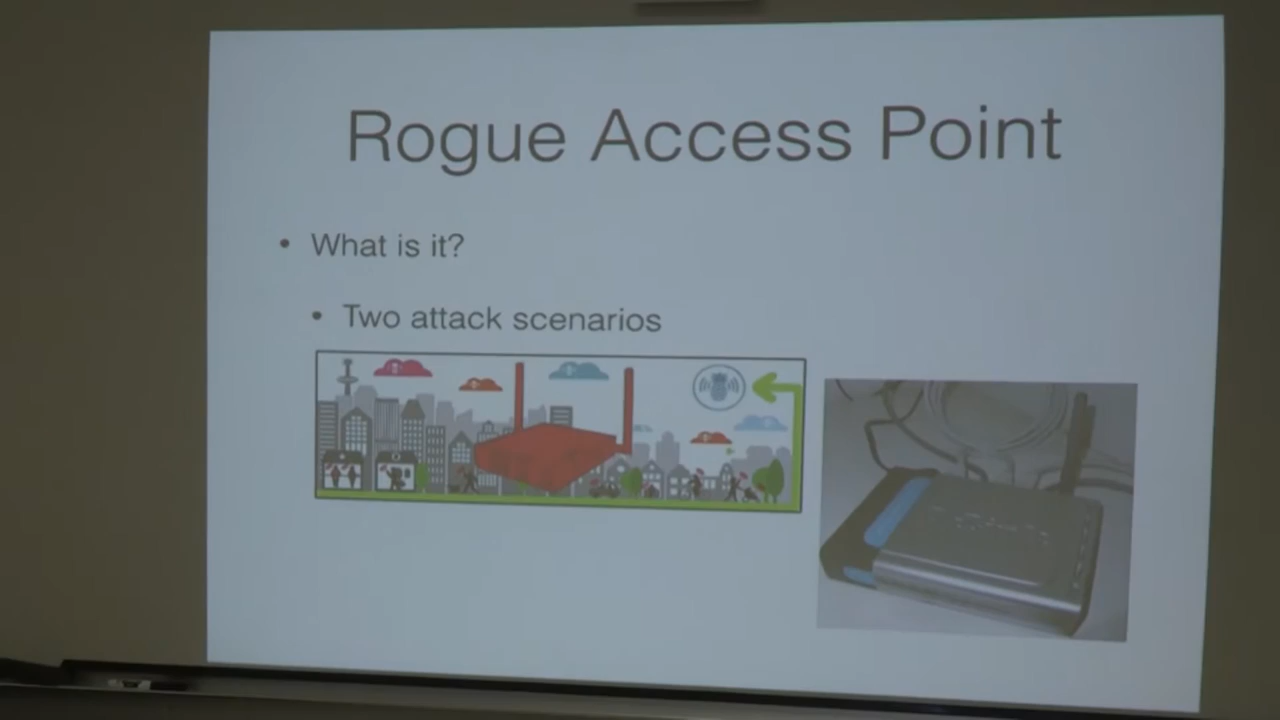 Rogue Access Point
• What is it?
• Two attack scenarios